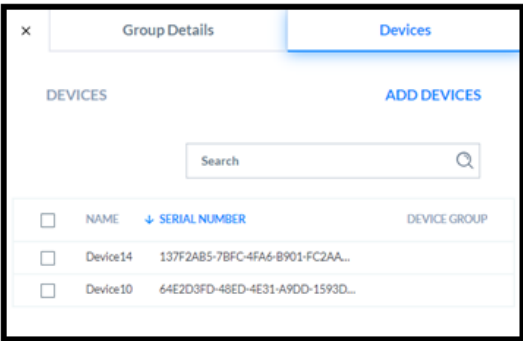 × Group Details Devices
DEVICES ADD DEVICES
Search
NAME ↓ SERIAL NUMBER DEVICE GROUP
Device14 137F2AB5-7BFC-4FA6-B901-FC2AA...
Device10 64E2D3FD-48ED-4E31-A9DD-1593D...